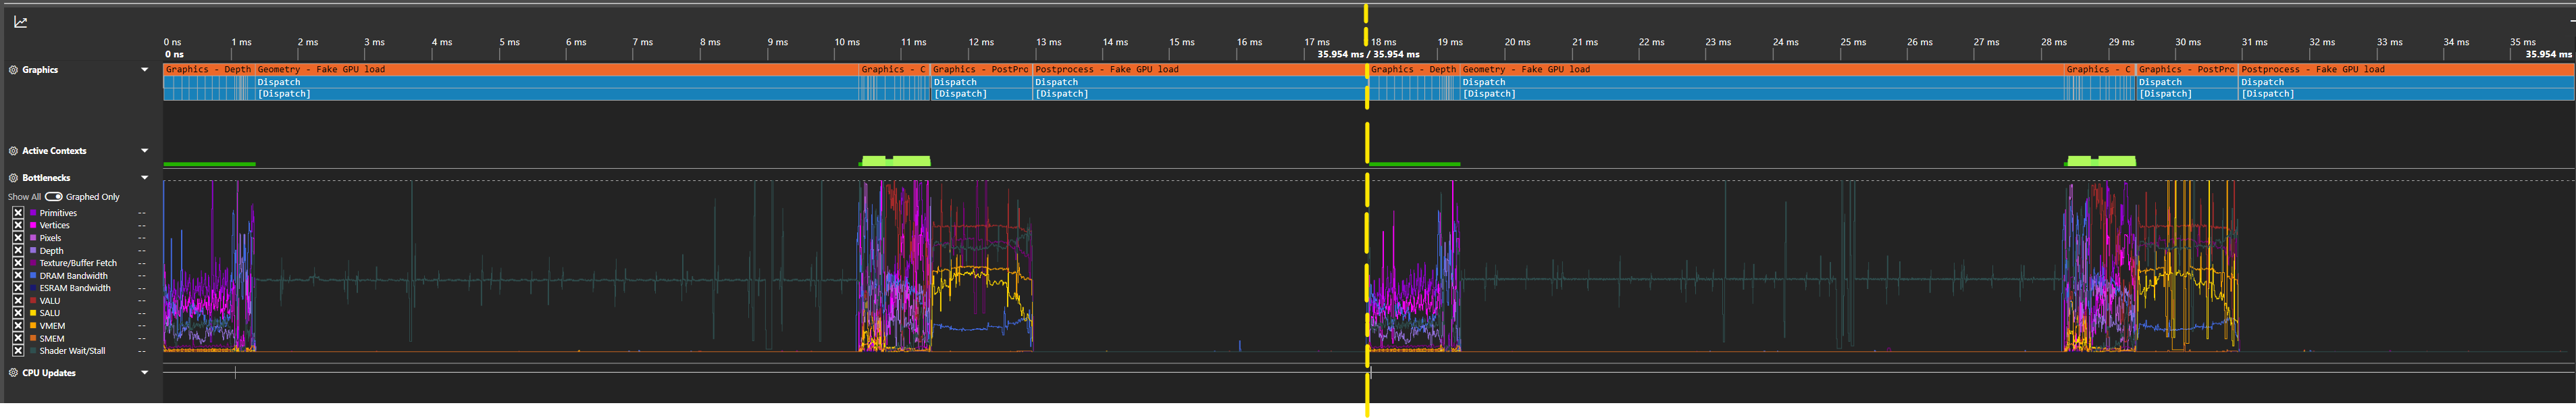 0 ns 1 ms 2 ms 3 ms 4 ms 5 ms 6 ms 7 ms 8 ms 9 ms 10 ms 11 ms 12 ms 13 ms 14 ms 15 ms 16 ms 17 ms 18 ms 19 ms 20 ms 21 ms 22 ms 23 ms 24 ms 25 ms 26 ms 27 ms 28 ms 29 ms 30 ms 31 ms 32 ms 33 ms 34 ms 35 ms
0 ns 35.954 ms / 35.954 ms 35.954 ms
Graphics Graphics - Depth Geometry - Fake GPU load Graphics - C Graphics - PostPro Postprocess - Fake GPU load Graphics - Depth Geometry - Fake GPU load Graphics - C Graphics - PostPro Postprocess - Fake GPU load
Dispatch Dispatch Dispatch Dispatch Dispatch Dispatch
[Dispatch] [Dispatch] [Dispatch] [Dispatch] [Dispatch] [Dispatch]
Active Contexts
Bottlenecks
Show All Graphed Only
Primitives --
Vertices --
Pixels --
Depth --
Texture/Buffer Fetch --
DRAM Bandwidth --
ESRAM Bandwidth --
VALU --
SALU --
VMEM --
SMEM --
Shader Wait/Stall --
CPU Updates